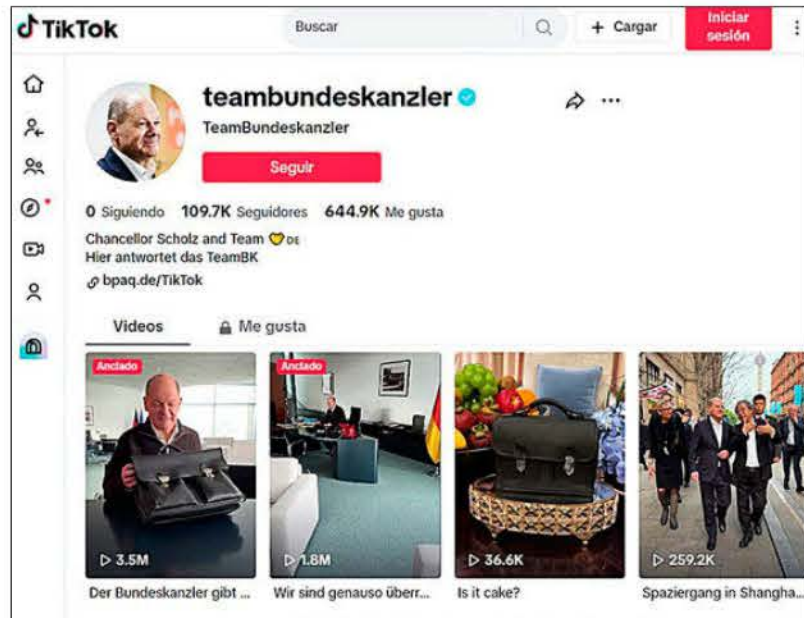 TikTok
Buscar
+ Cargar
Iniciar sesión
teambundeskanzler
TeamBundeskanzler
Seguir
0 Siguiendo 109.7K Seguidores 644.9K Me gusta
Chancellor Scholz and Team 💛 DE
Hier antwortet das TeamBK
bpaq.de/TikTok
Videos Me gusta
Anclado
Anclado
3.5M
1.8M
36.6K
259.2K
Der Bundeskanzler gibt ...
Wir sind genauso überr...
Is it cake?
Spaziergang in Shangha...